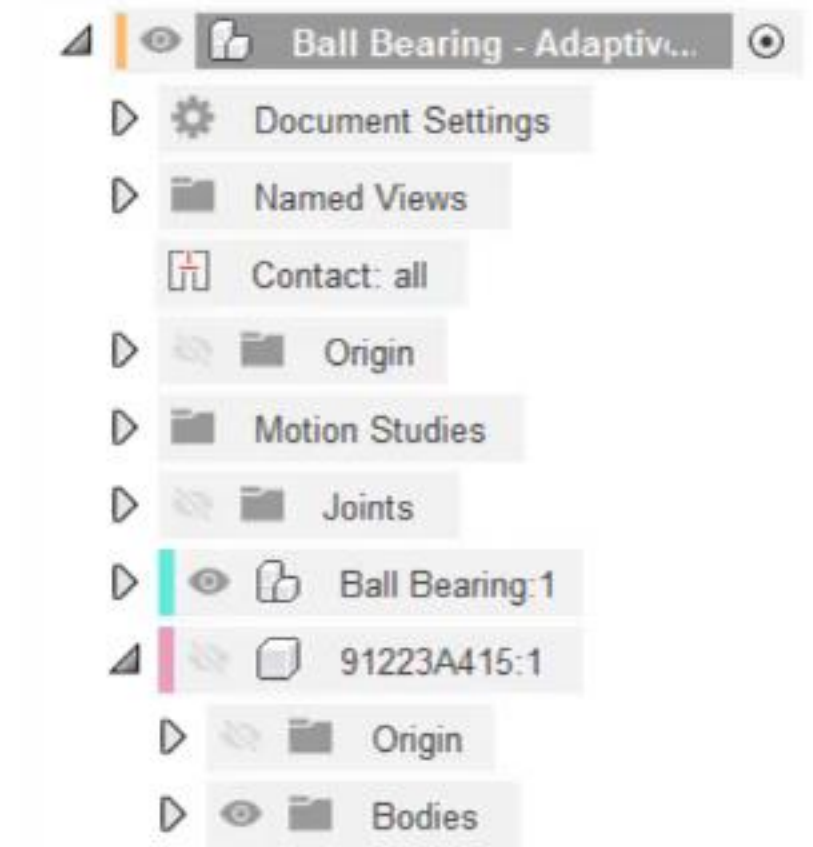 Ball Bearing - Adaptiv...
Document Settings
Named Views
Contact: all
Origin
Motion Studies
Joints
Ball Bearing:1
91223A415:1
Origin
Bodies